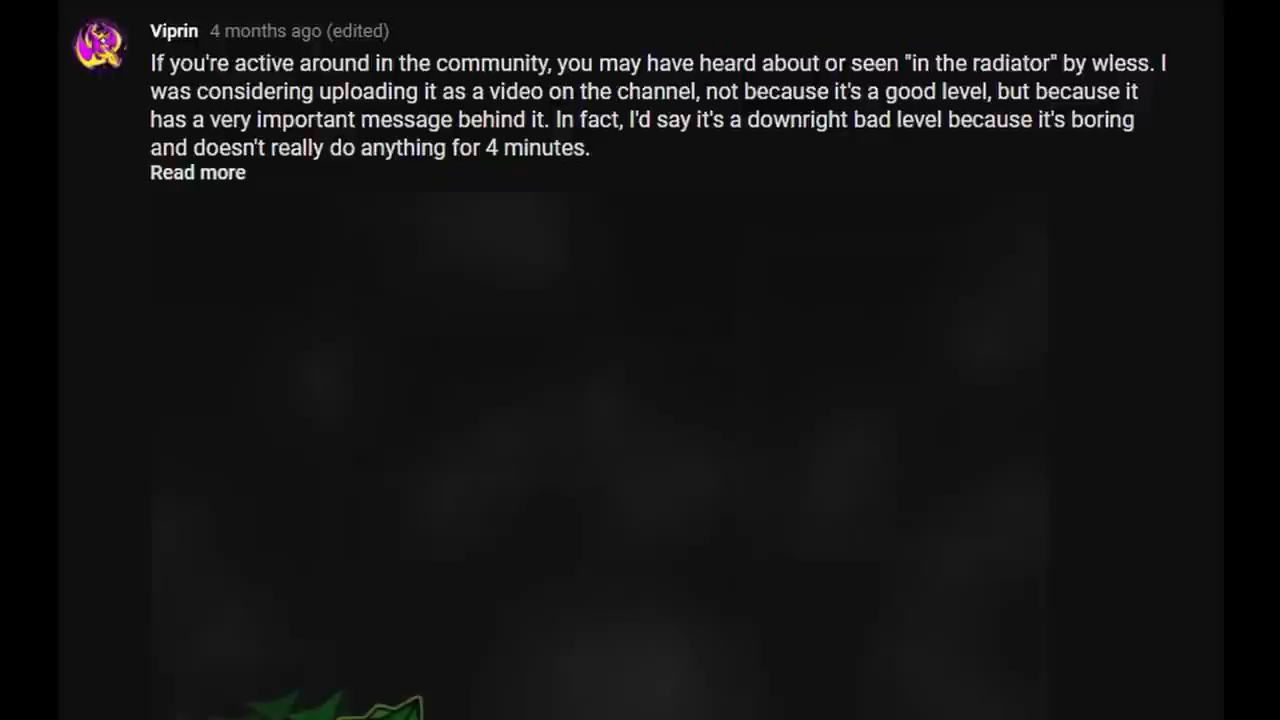 Viprin 4 months ago (edited)
If you're active around in the community, you may have heard about or seen "in the radiator" by wless. I
was considering uploading it as a video on the channel, not because it's a good level, but because it
has a very important message behind it. In fact, I'd say it's a downright bad level because it's boring
and doesn't really do anything for 4 minutes.
Read more